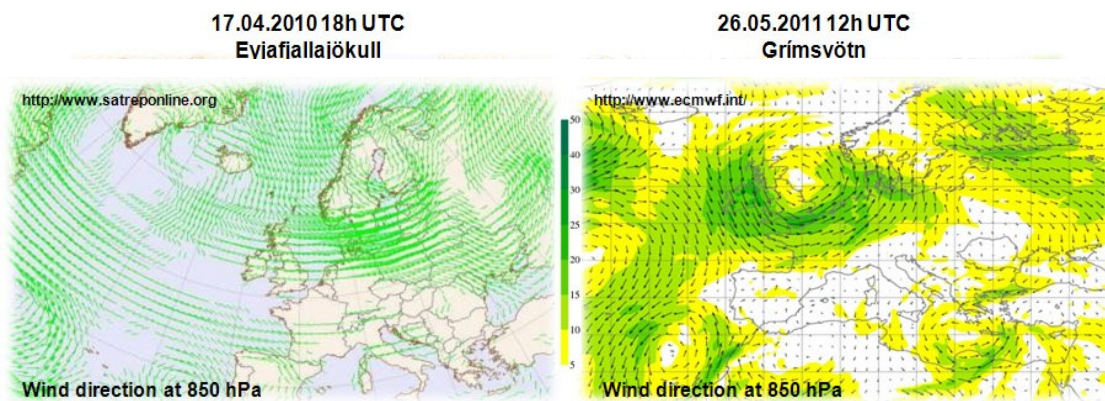 17.04.2010 18h UTC
Eyjafjallajökull
26.05.2011 12h UTC
Grímsvötn
http://www.satreponline.org
http://www.ecmwf.int/
50
40
30
20
15
10
5
Wind direction at 850 hPa
Wind direction at 850 hPa